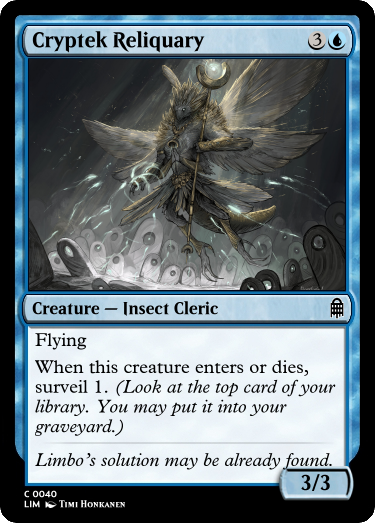 Cryptek Reliquary 3
Creature — Insect Cleric
Flying
When this creature enters or dies,
surveil 1. (Look at the top card of your
library. You may put it into your
graveyard.)
Limbo's solution may be already found.
3/3
C 0040
LIM Timi Honkanen